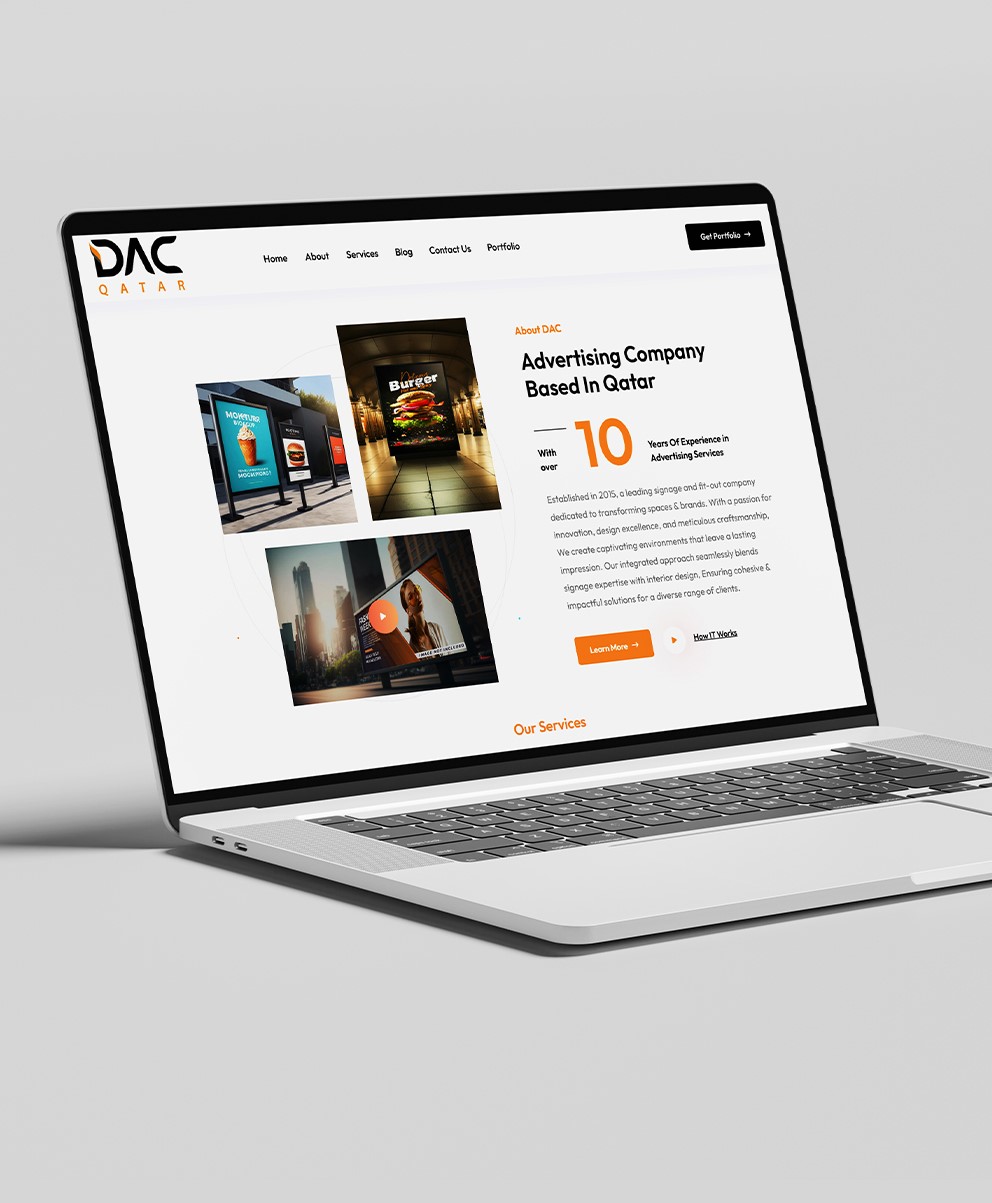 DAC
QATAR
Home About Services Blog Contact Us Portfolio
Get Portfolio →
Burger
IMAGE NOT INCLUDED
About DAC
Advertising Company
Based In Qatar
With
over
10
Years Of Experience in
Advertising Services
Established in 2015, a leading signage and fit-out company
dedicated to transforming spaces & brands. With a passion for
innovation, design excellence, and meticulous craftsmanship,
We create captivating environments that leave a lasting
impression. Our integrated approach seamlessly blends
signage expertise with interior design, Ensuring cohesive &
impactful solutions for a diverse range of clients.
Learn More →
How IT Works
Our Services